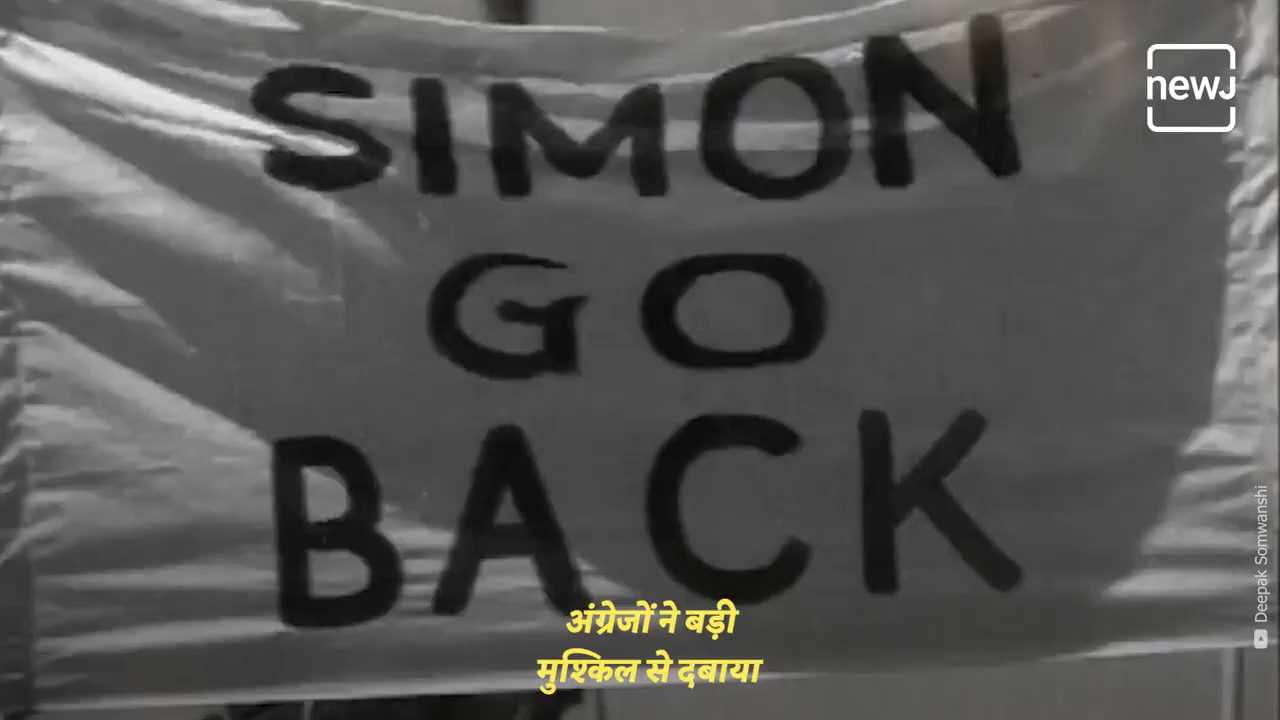 SIMON
GO
BACK
newJ
Deepak Somwanshi
अंग्रेजों ने बड़ी
मुश्किल से दबाया